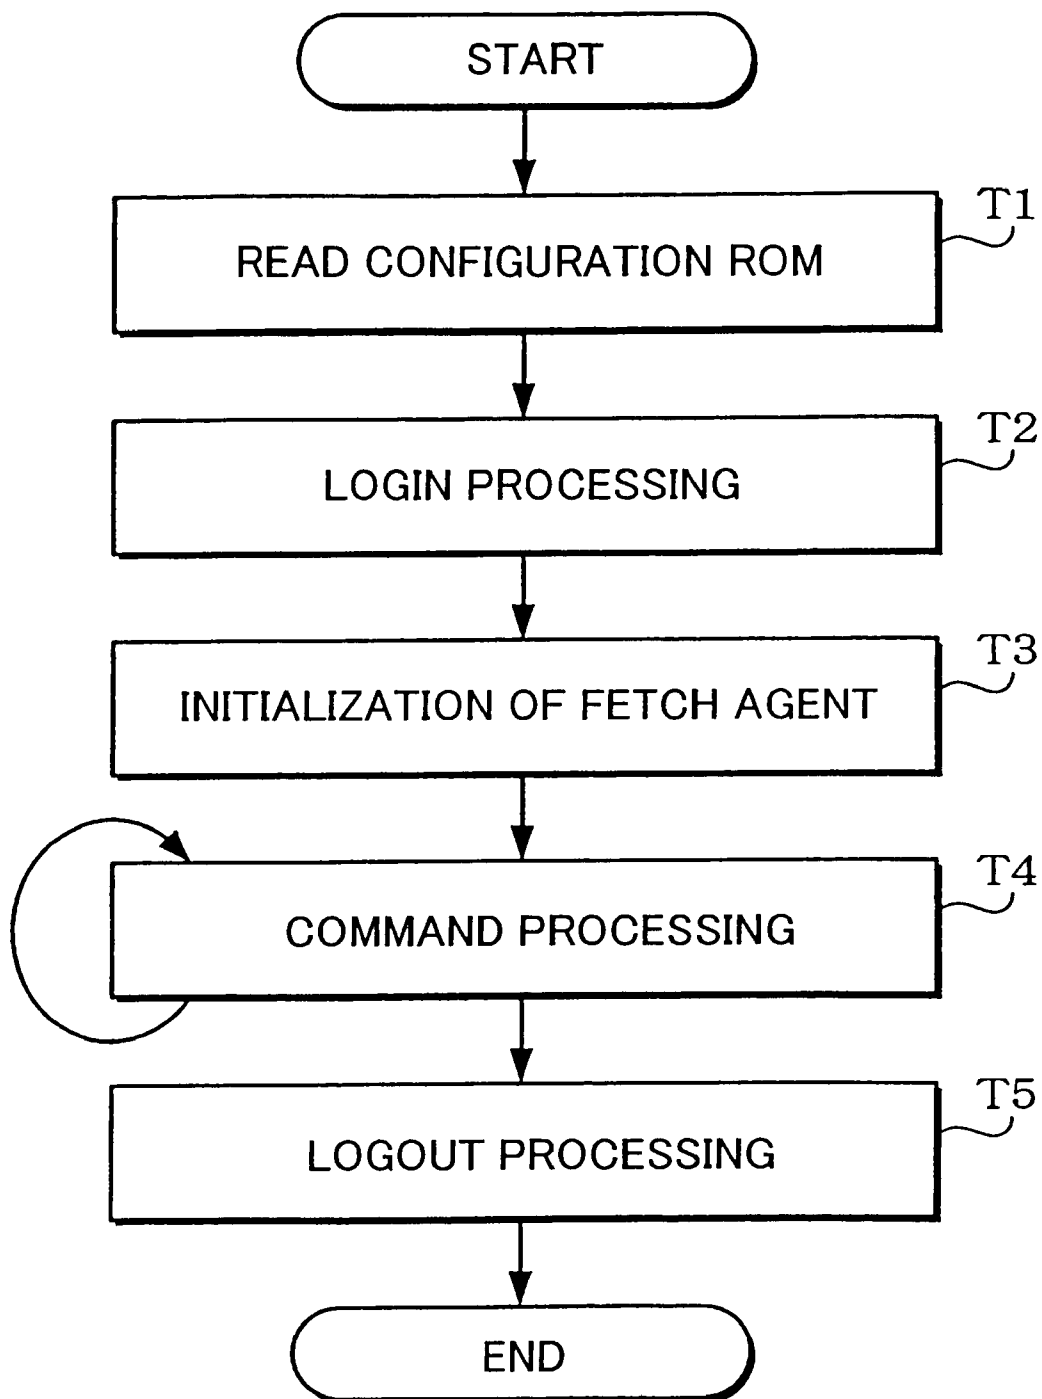 START
T1
READ CONFIGURATION ROM
T2
LOGIN PROCESSING
T3
INITIALIZATION OF FETCH AGENT
T4
COMMAND PROCESSING
T5
LOGOUT PROCESSING
END